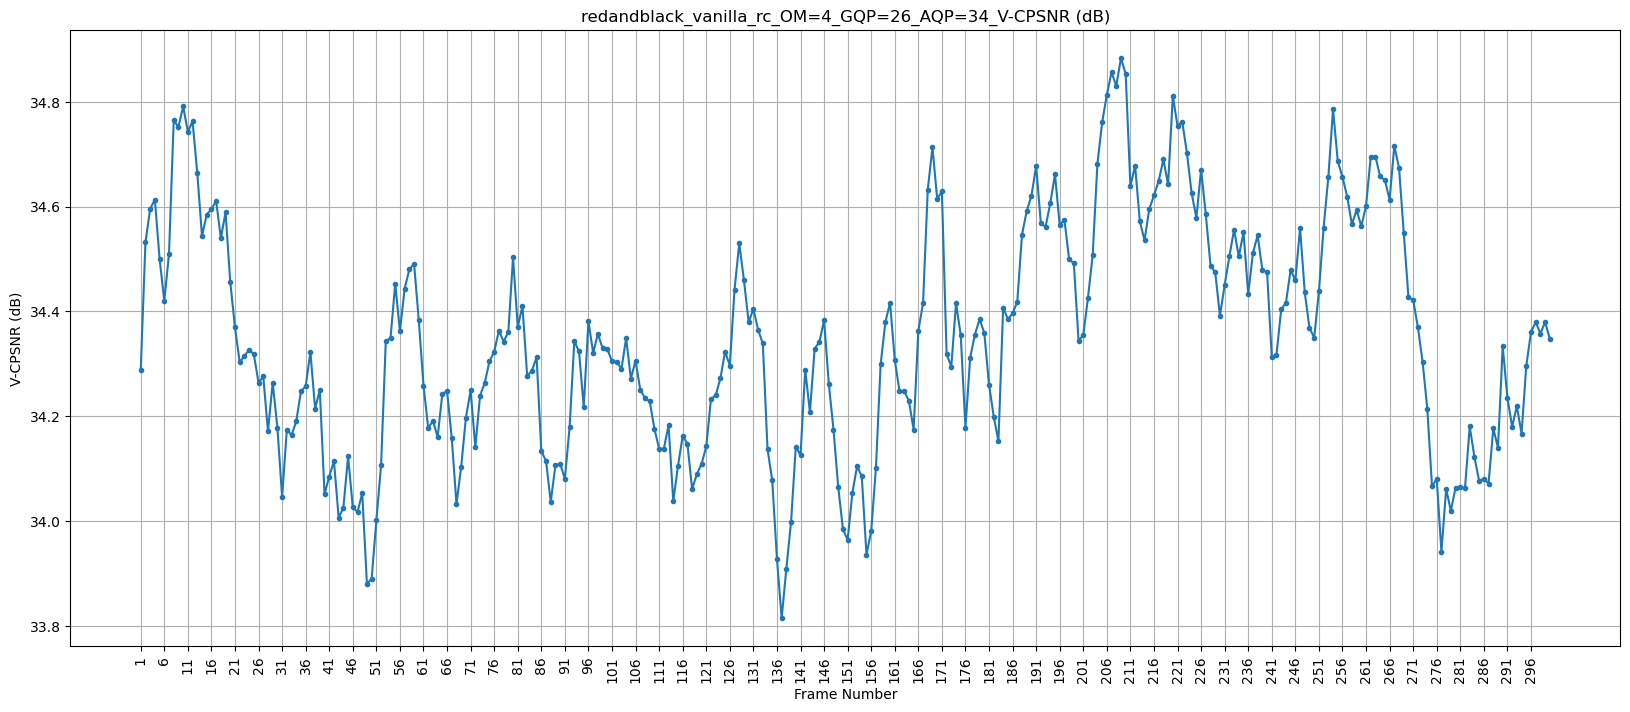 redandblack_vanilla_rc_OM=4_GQP=26_AQP=34_V-CPSNR (dB)
V-CPSNR (dB)
34.8
34.6
34.4
34.2
34.0
33.8
1 6 11 16 21 26 31 36 41 46 51 56 61 66 71 76 81 86 91 96 101 106 111 116 121 126 131 136 141 146 151 156 161 166 171 176 181 186 191 196 201 206 211 216 221 226 231 236 241 246 251 256 261 266 271 276 281 286 291 296
Frame Number